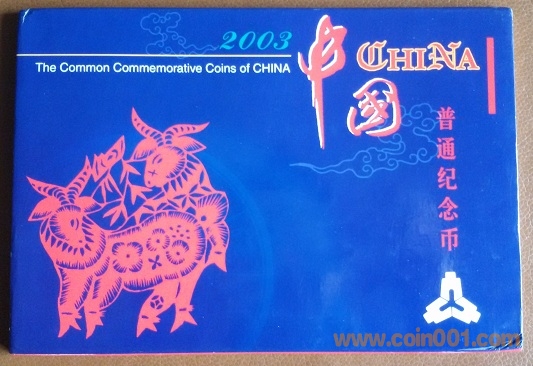 2003
The Common Commemorative Coins of CHINA
中国
CHINA
普通纪念币
www.coin001.com